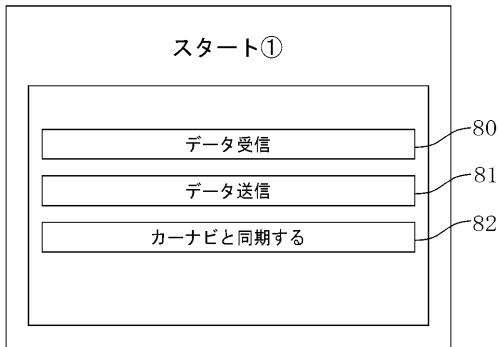 スタート①
データ受信
80
データ送信
81
カーナビと同期する
82